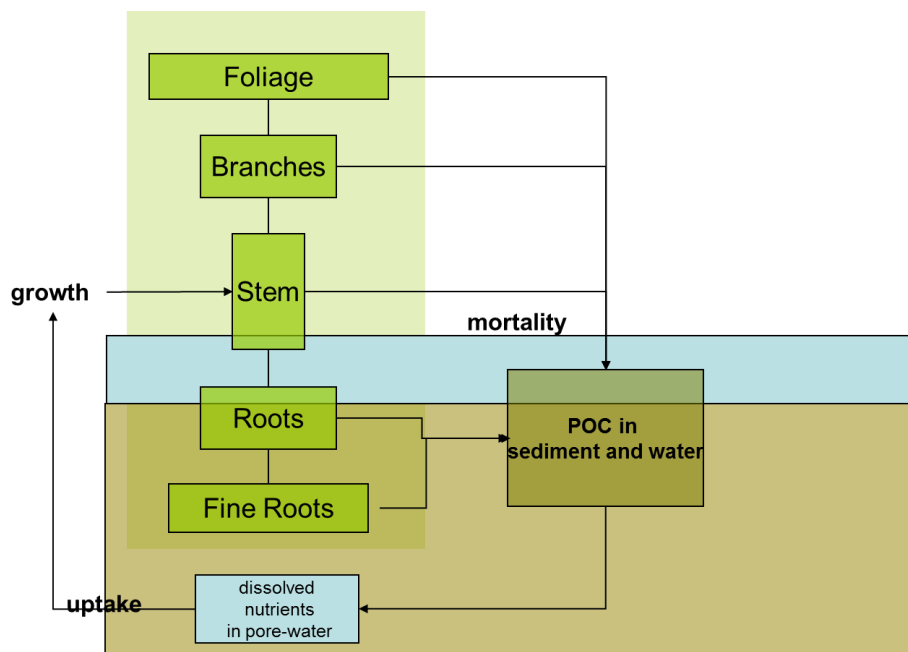 Foliage
Branches
Stem
growth
mortality
Roots
POC in
sediment and water
Fine Roots
dissolved
nutrients
in pore-water
uptake